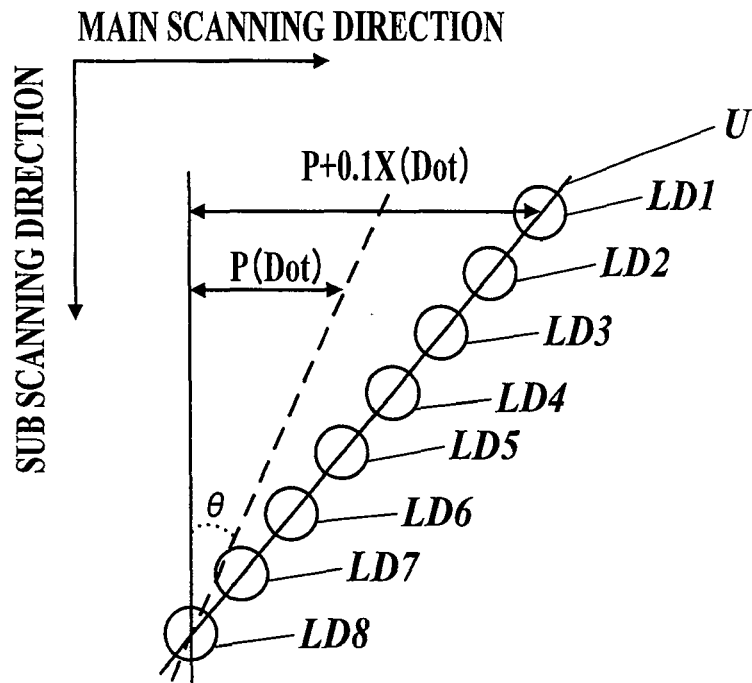 MAIN SCANNING DIRECTION
SUB SCANNING DIRECTION
U
P+0.1X(Dot)
LD1
LD2
P(Dot)
LD3
LD4
LD5
θ
LD6
LD7
LD8